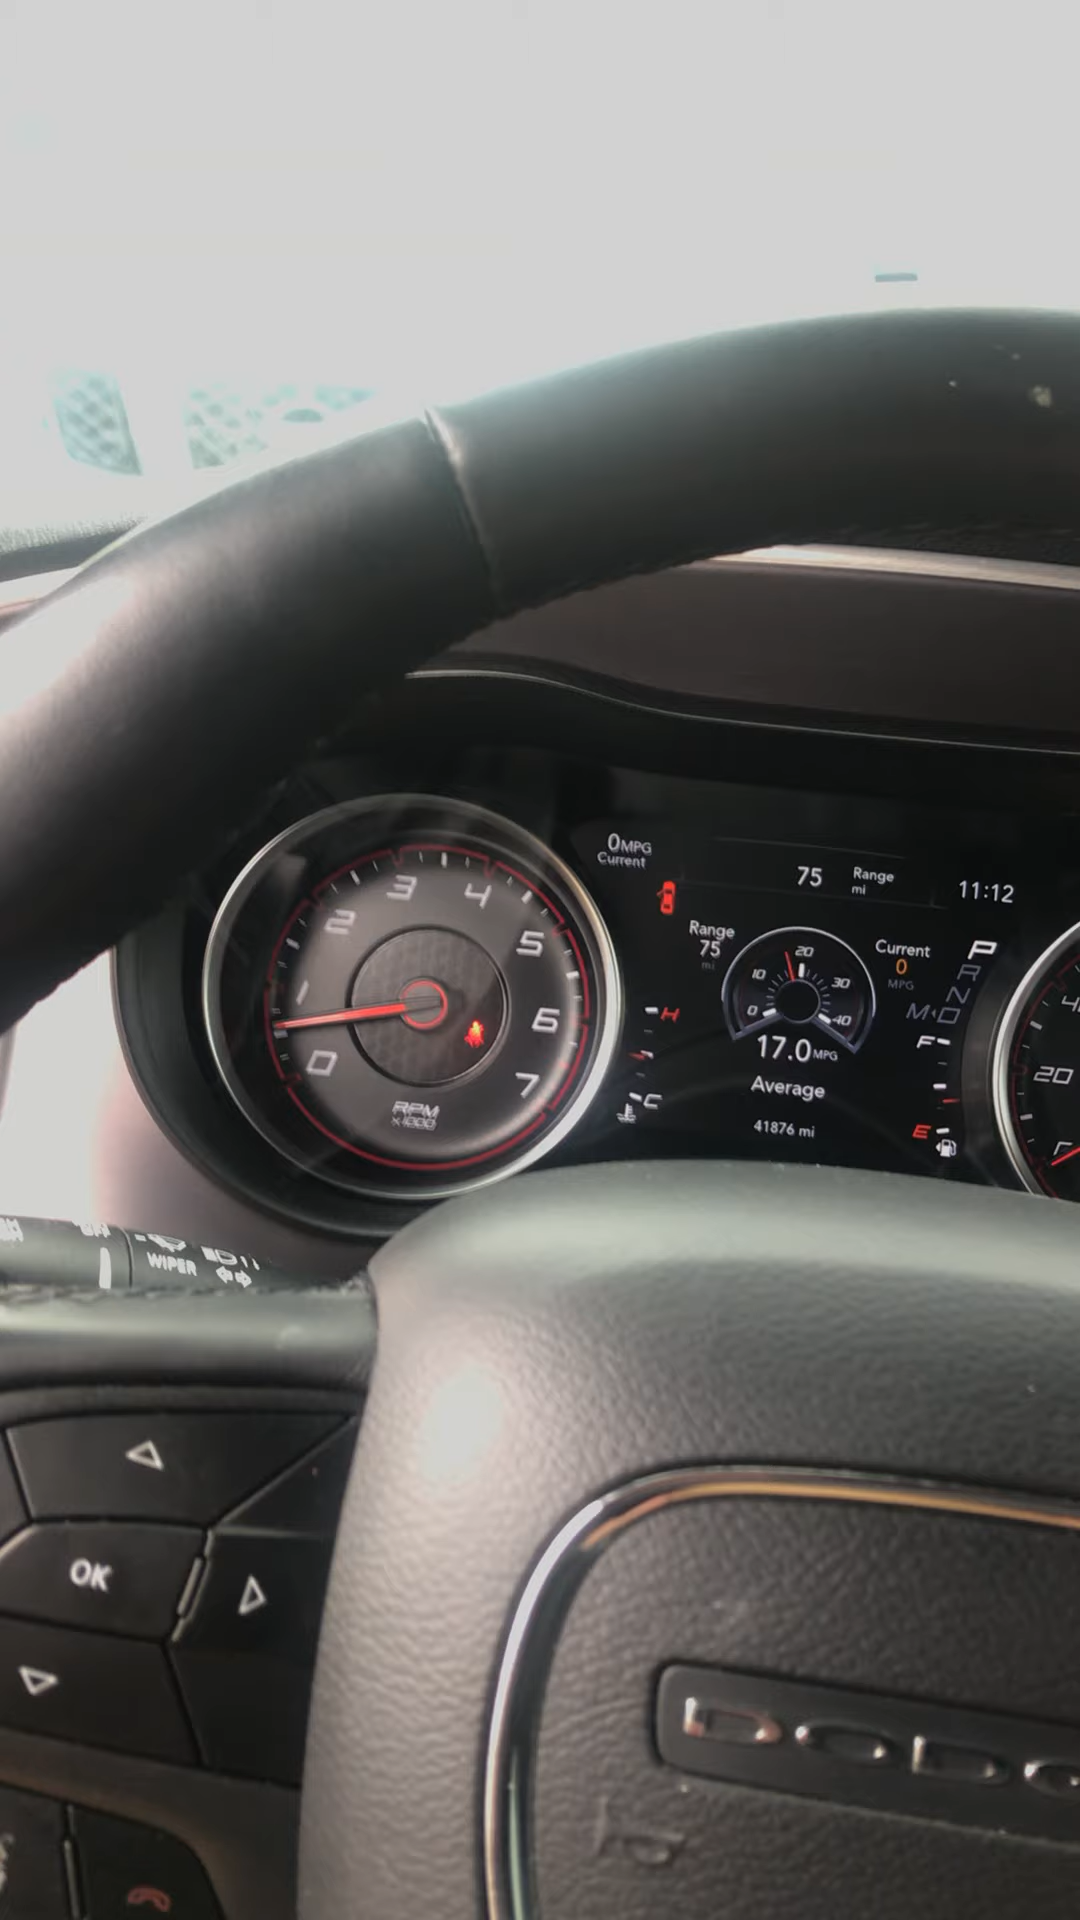 0MPG
Current
75 Range
mi
11:12
Range
75
mi
Current
0
MPG
0 10 20 30 40
17.0MPG
Average
41876 mi
P
R
N
M D
H
C
F
E
0 1 2 3 4 5 6 7
RPM
x1000
20
WIPER
OK